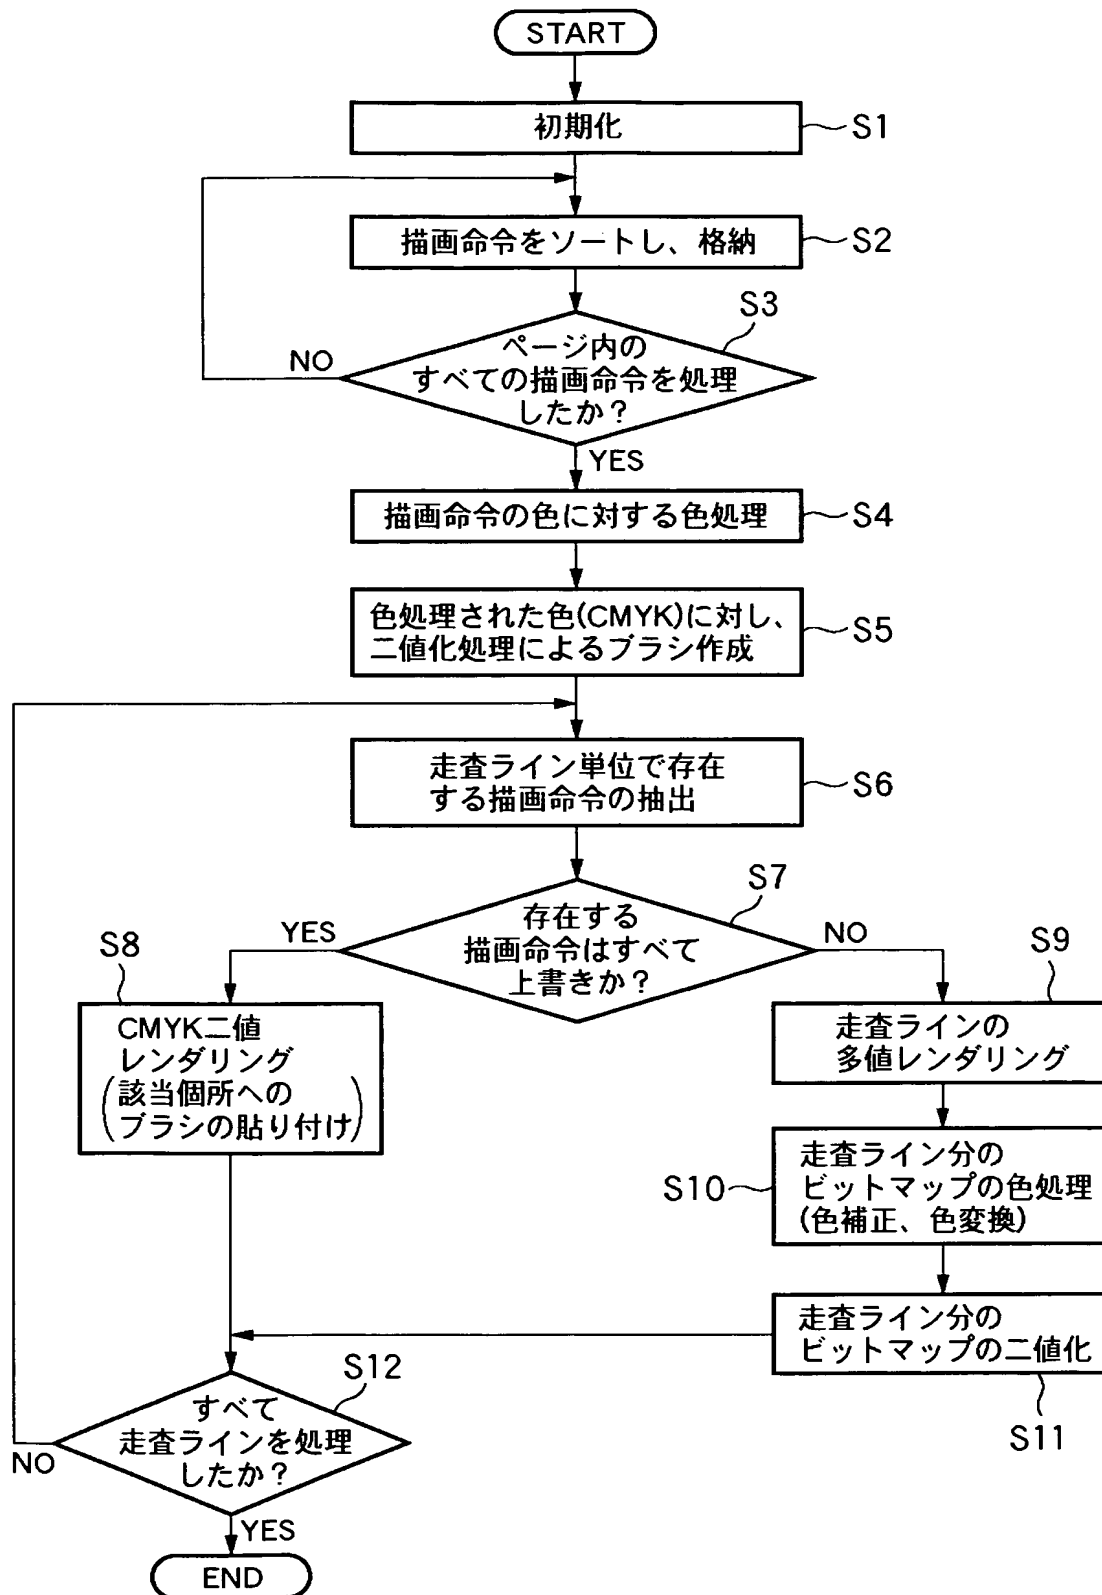 START
初期化
S1
描画命令をソートし、格納
S2
S3
ページ内の
すべての描画命令を処理
したか？
NO
YES
描画命令の色に対する色処理
S4
色処理された色(CMYK)に対し、
二値化処理によるブラシ作成
S5
走査ライン単位で存在
する描画命令の抽出
S6
S7
存在する
描画命令はすべて
上書きか？
YES
NO
S8
CMYK二値
レンダリング
(該当個所への
ブラシの貼り付け)
S9
走査ラインの
多値レンダリング
S10
走査ライン分の
ビットマップの色処理
(色補正、色変換)
走査ライン分の
ビットマップの二値化
S11
S12
すべて
走査ラインを処理
したか？
NO
YES
END